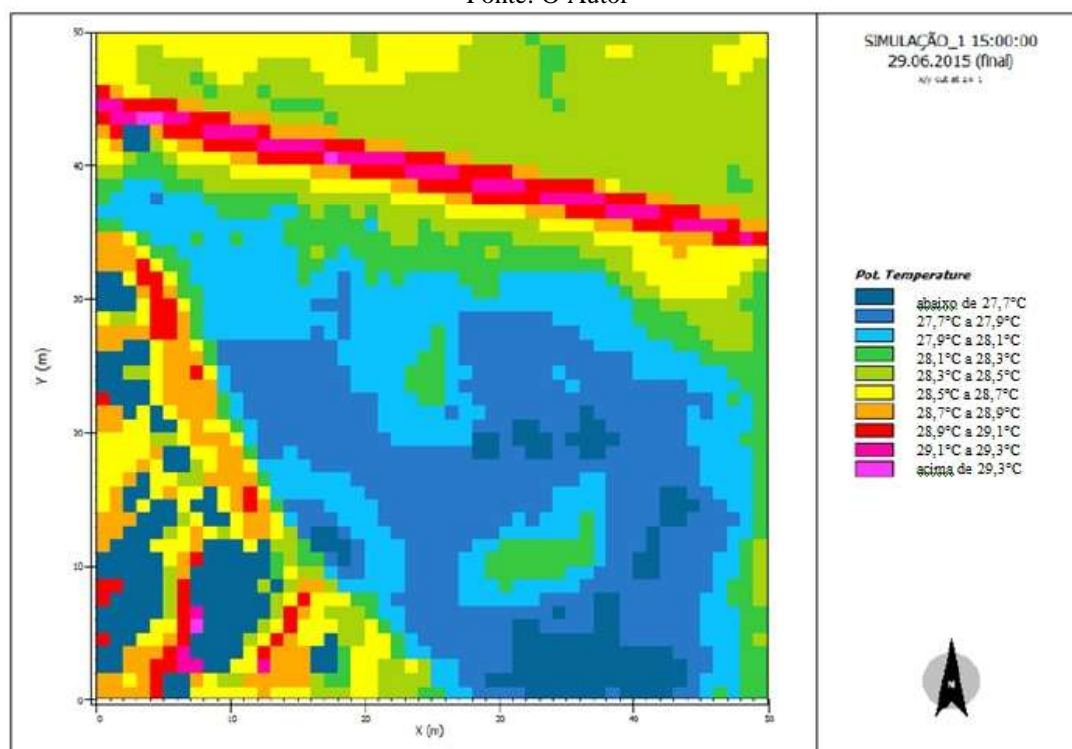 Fonte: O Autor
SIMULAÇÃO_1 15:00:00
29.06.2015 (final)
x/y cut at z= 1
50
40
30
20
10
0
Y (m)
0
10
20
30
40
50
X (m)
Pot. Temperature
abaixo de 27,7°C
27,7°C a 27,9°C
27,9°C a 28,1°C
28,1°C a 28,3°C
28,3°C a 28,5°C
28,5°C a 28,7°C
28,7°C a 28,9°C
28,9°C a 29,1°C
29,1°C a 29,3°C
acima de 29,3°C
N